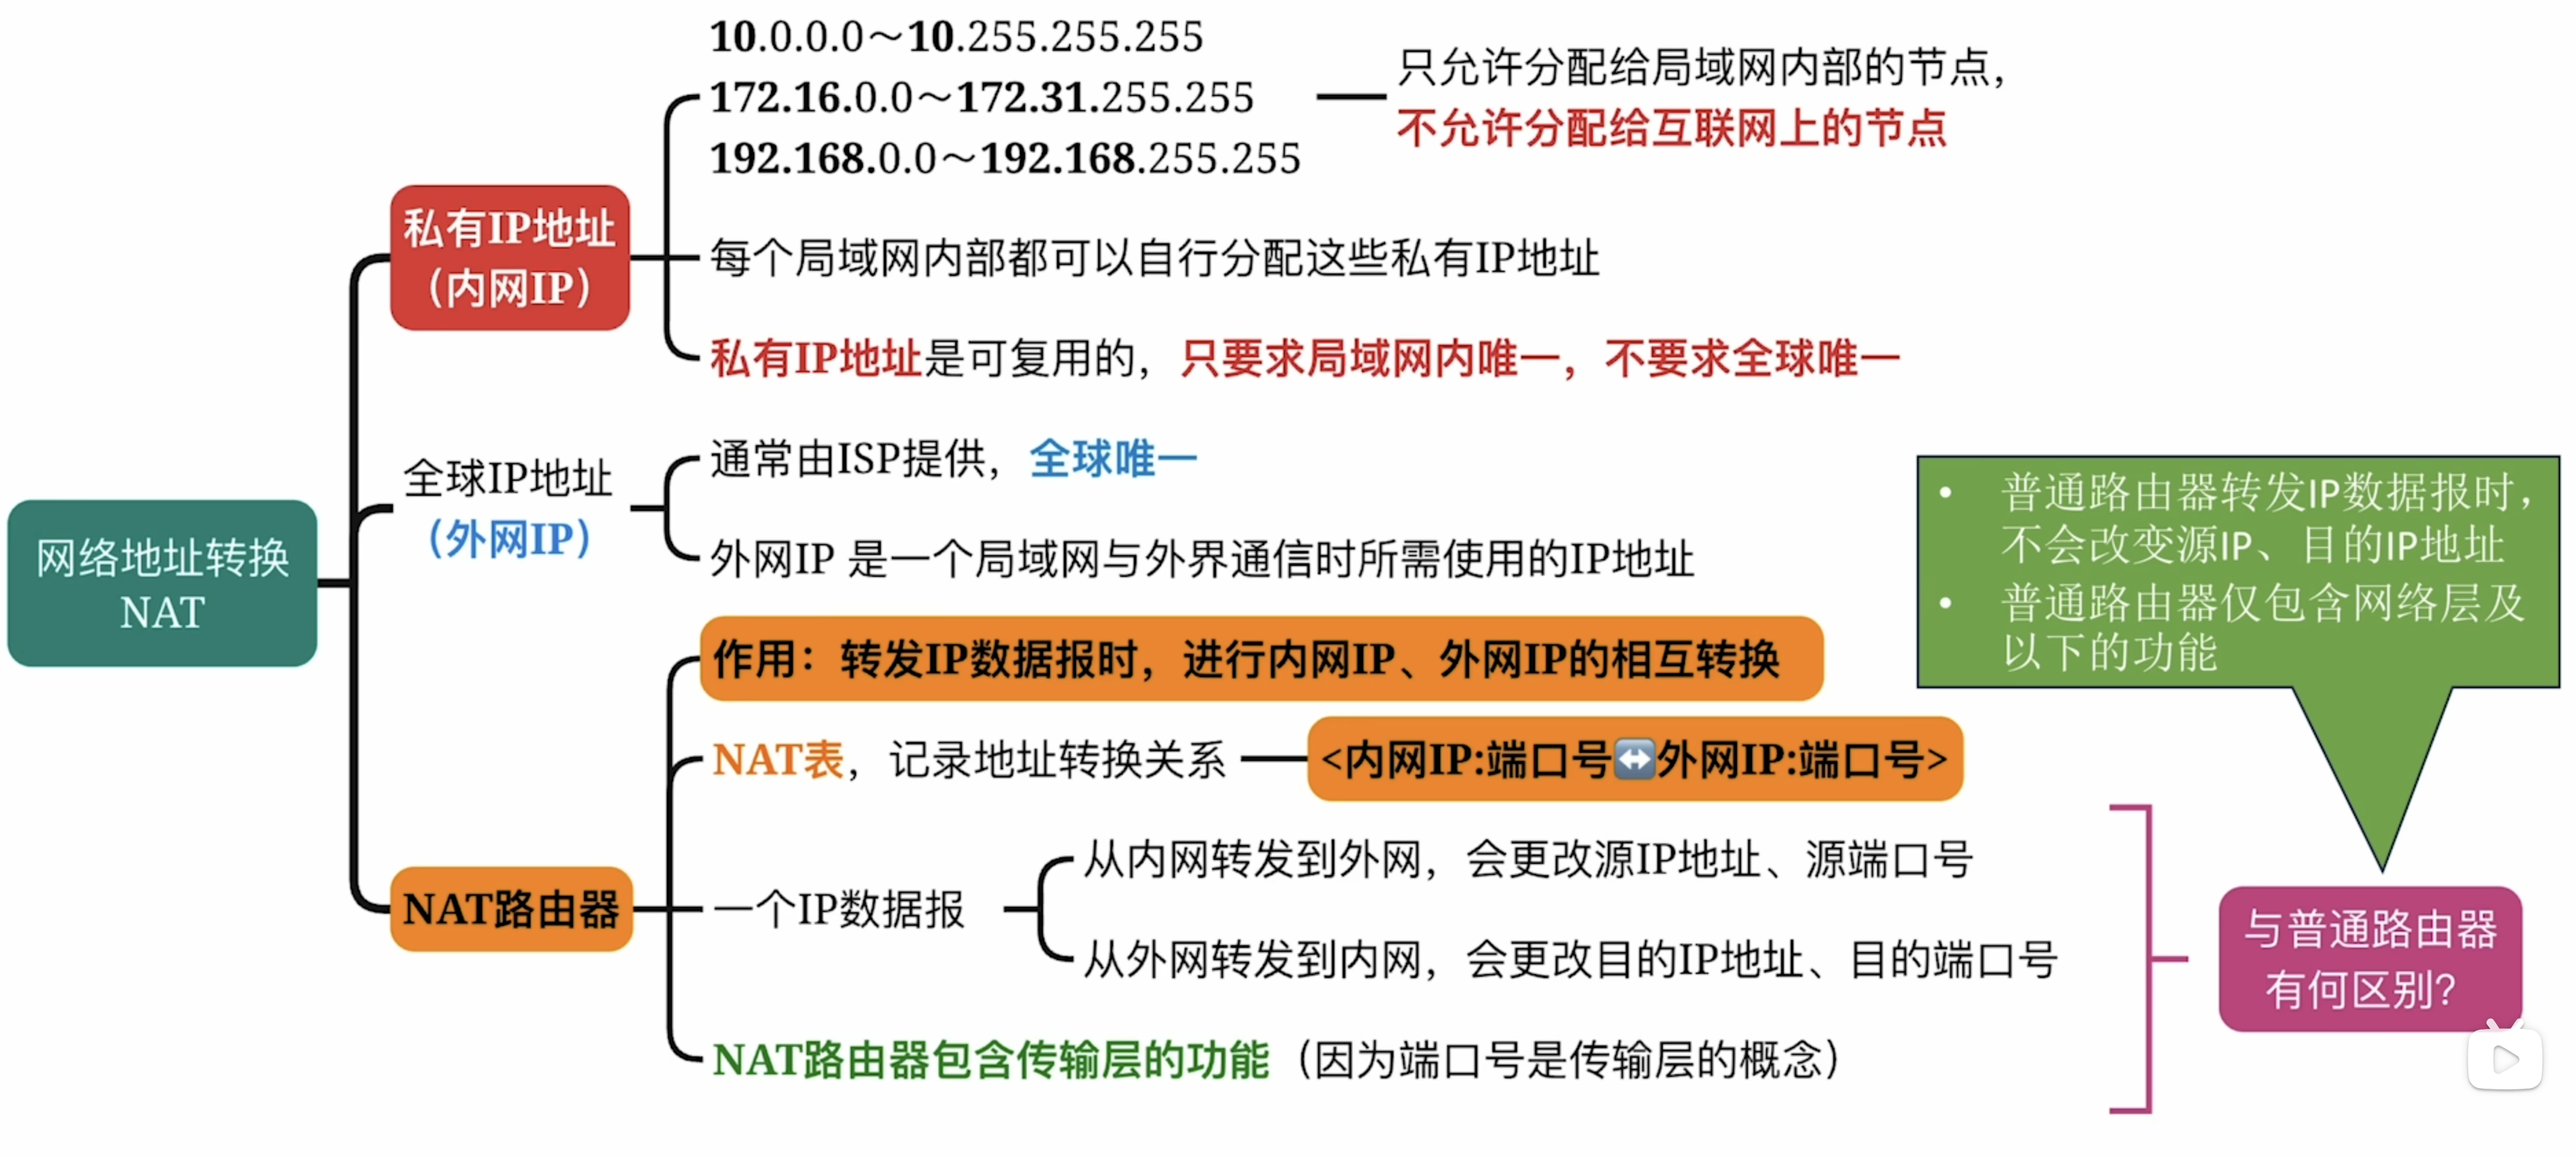 10.0.0.0～10.255.255.255
172.16.0.0～172.31.255.255
192.168.0.0～192.168.255.255
只允许分配给局域网内部的节点，
不允许分配给互联网上的节点
私有IP地址
（内网IP）
每个局域网内部都可以自行分配这些私有IP地址
私有IP地址是可复用的，只要求局域网内唯一，不要求全球唯一
全球IP地址
（外网IP）
通常由ISP提供，全球唯一
外网IP 是一个局域网与外界通信时所需使用的IP地址
网络地址转换
NAT
NAT路由器
作用：转发IP数据报时，进行内网IP、外网IP的相互转换
NAT表，记录地址转换关系
<内网IP:端口号↔️外网IP:端口号>
一个IP数据报
从内网转发到外网，会更改源IP地址、源端口号
从外网转发到内网，会更改目的IP地址、目的端口号
NAT路由器包含传输层的功能（因为端口号是传输层的概念）
• 普通路由器转发IP数据报时，
不会改变源IP、目的IP地址
• 普通路由器仅包含网络层及
以下的功能
与普通路由器
有何区别？